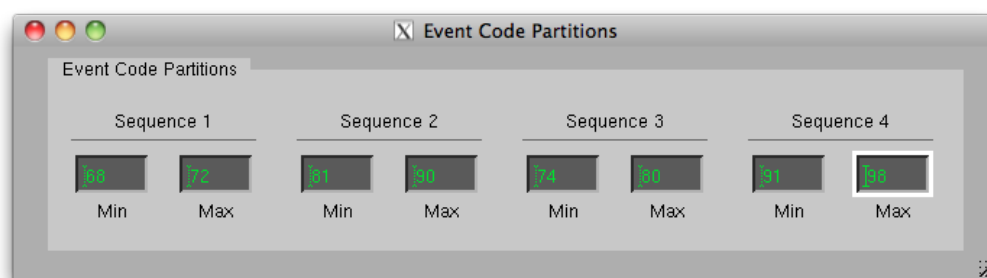 X Event Code Partitions
Event Code Partitions
Sequence 1 Sequence 2 Sequence 3 Sequence 4
68 72 81 90 74 80 91 98
Min Max Min Max Min Max Min Max